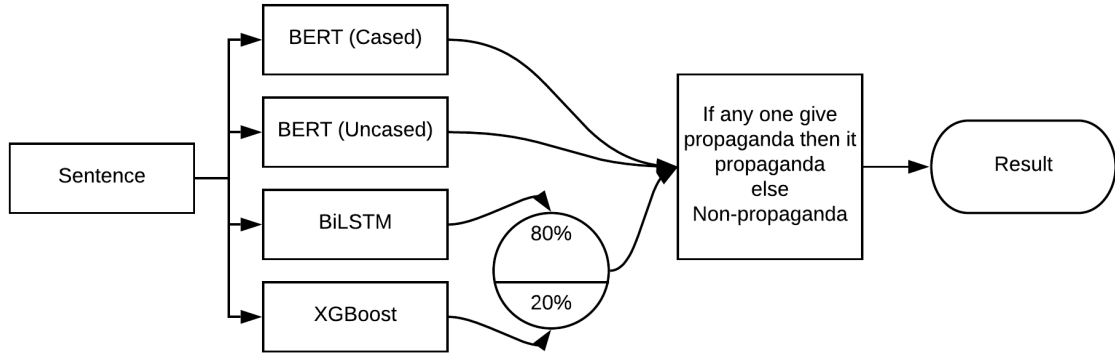 Sentence
BERT (Cased)
BERT (Uncased)
BiLSTM
XGBoost
80%
20%
If any one give
propaganda then it
propaganda
else
Non-propaganda
Result